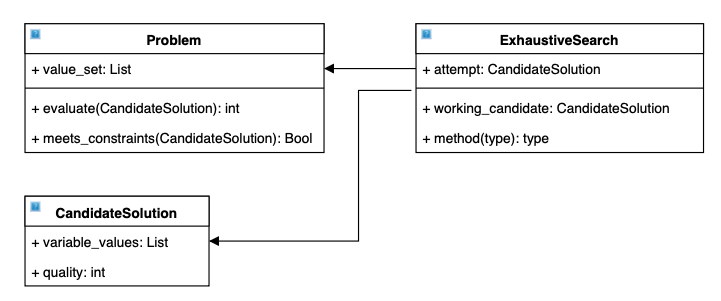 Problem
+ value_set: List
+ evaluate(CandidateSolution): int
+ meets_constraints(CandidateSolution): Bool
ExhaustiveSearch
+ attempt: CandidateSolution
+ working_candidate: CandidateSolution
+ method(type): type
CandidateSolution
+ variable_values: List
+ quality: int